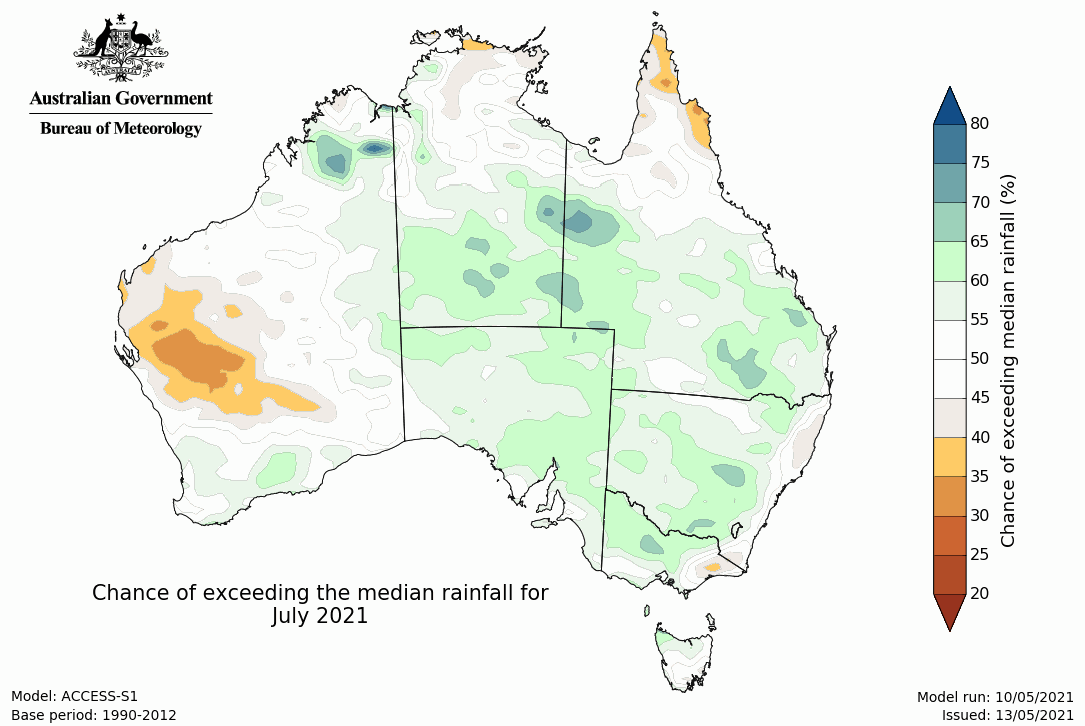 Australian Government
Bureau of Meteorology
80
75
70
65
60
55
50
45
40
35
30
25
20
Chance of exceeding median rainfall (%)
Chance of exceeding the median rainfall for
July 2021
Model: ACCESS-S1
Base period: 1990-2012
Model run: 10/05/2021
Issued: 13/05/2021